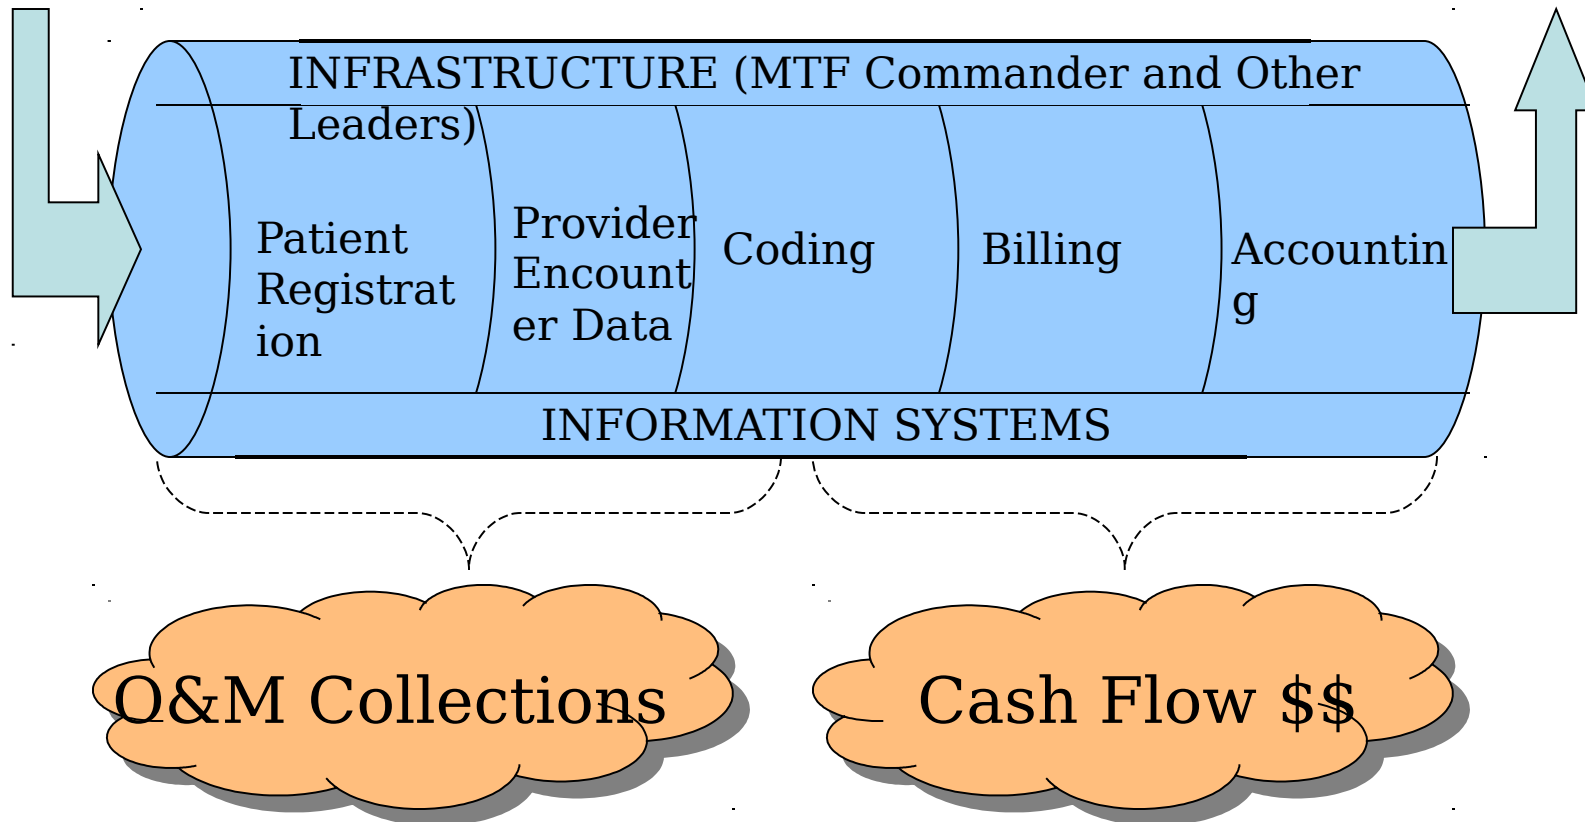 INFRASTRUCTURE (MTF Commander and Other
Leaders)
Patient
Registrat
ion
Provider
Encount
er Data
Coding
Billing
Accountin
g
INFORMATION SYSTEMS
O&M Collections
Cash Flow $$